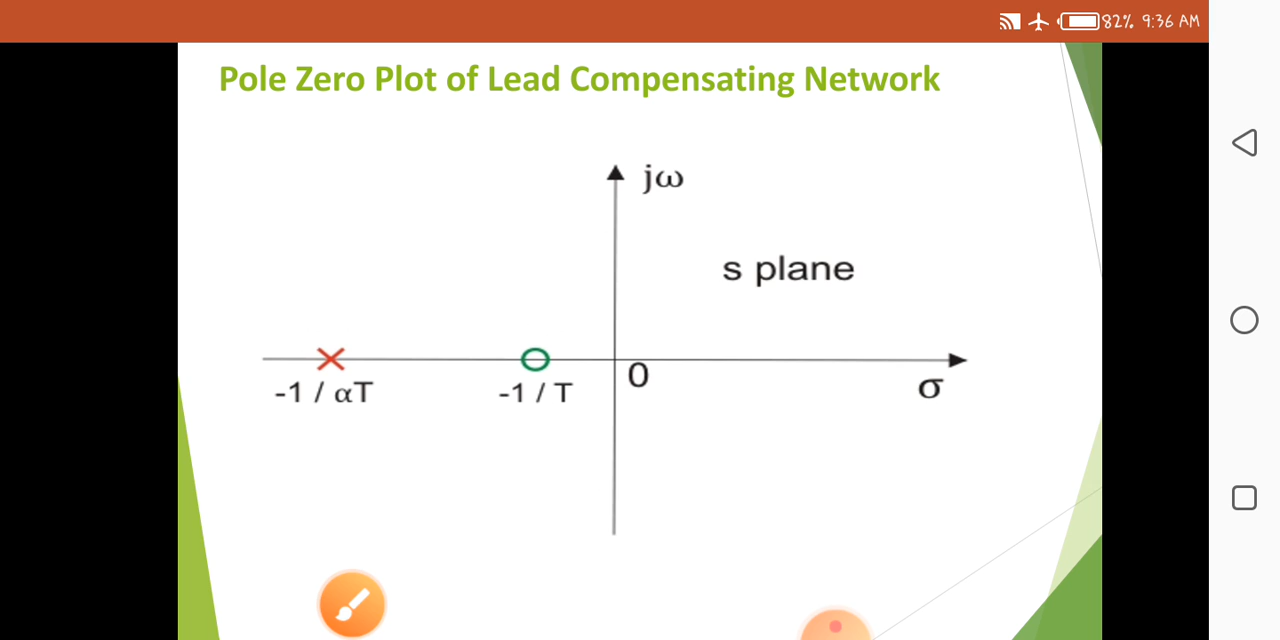 82% 9:36 AM
Pole Zero Plot of Lead Compensating Network
jω
s plane
0
-1 / αT
-1 / T
σ